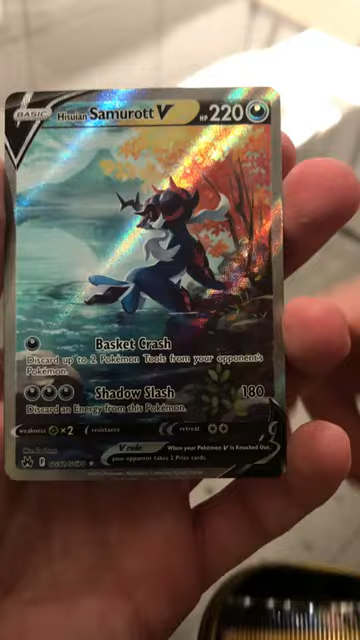 BASIC Hisuian Samurott V HP 220
Basket Crash
Discard up to 2 Pokémon Tools from your opponent's
Pokémon.
Shadow Slash 180
Discard an Energy from this Pokémon.
weakness ×2 resistance retreat
V rule When your Pokémon V is Knocked Out,
your opponent takes 2 Prize cards.